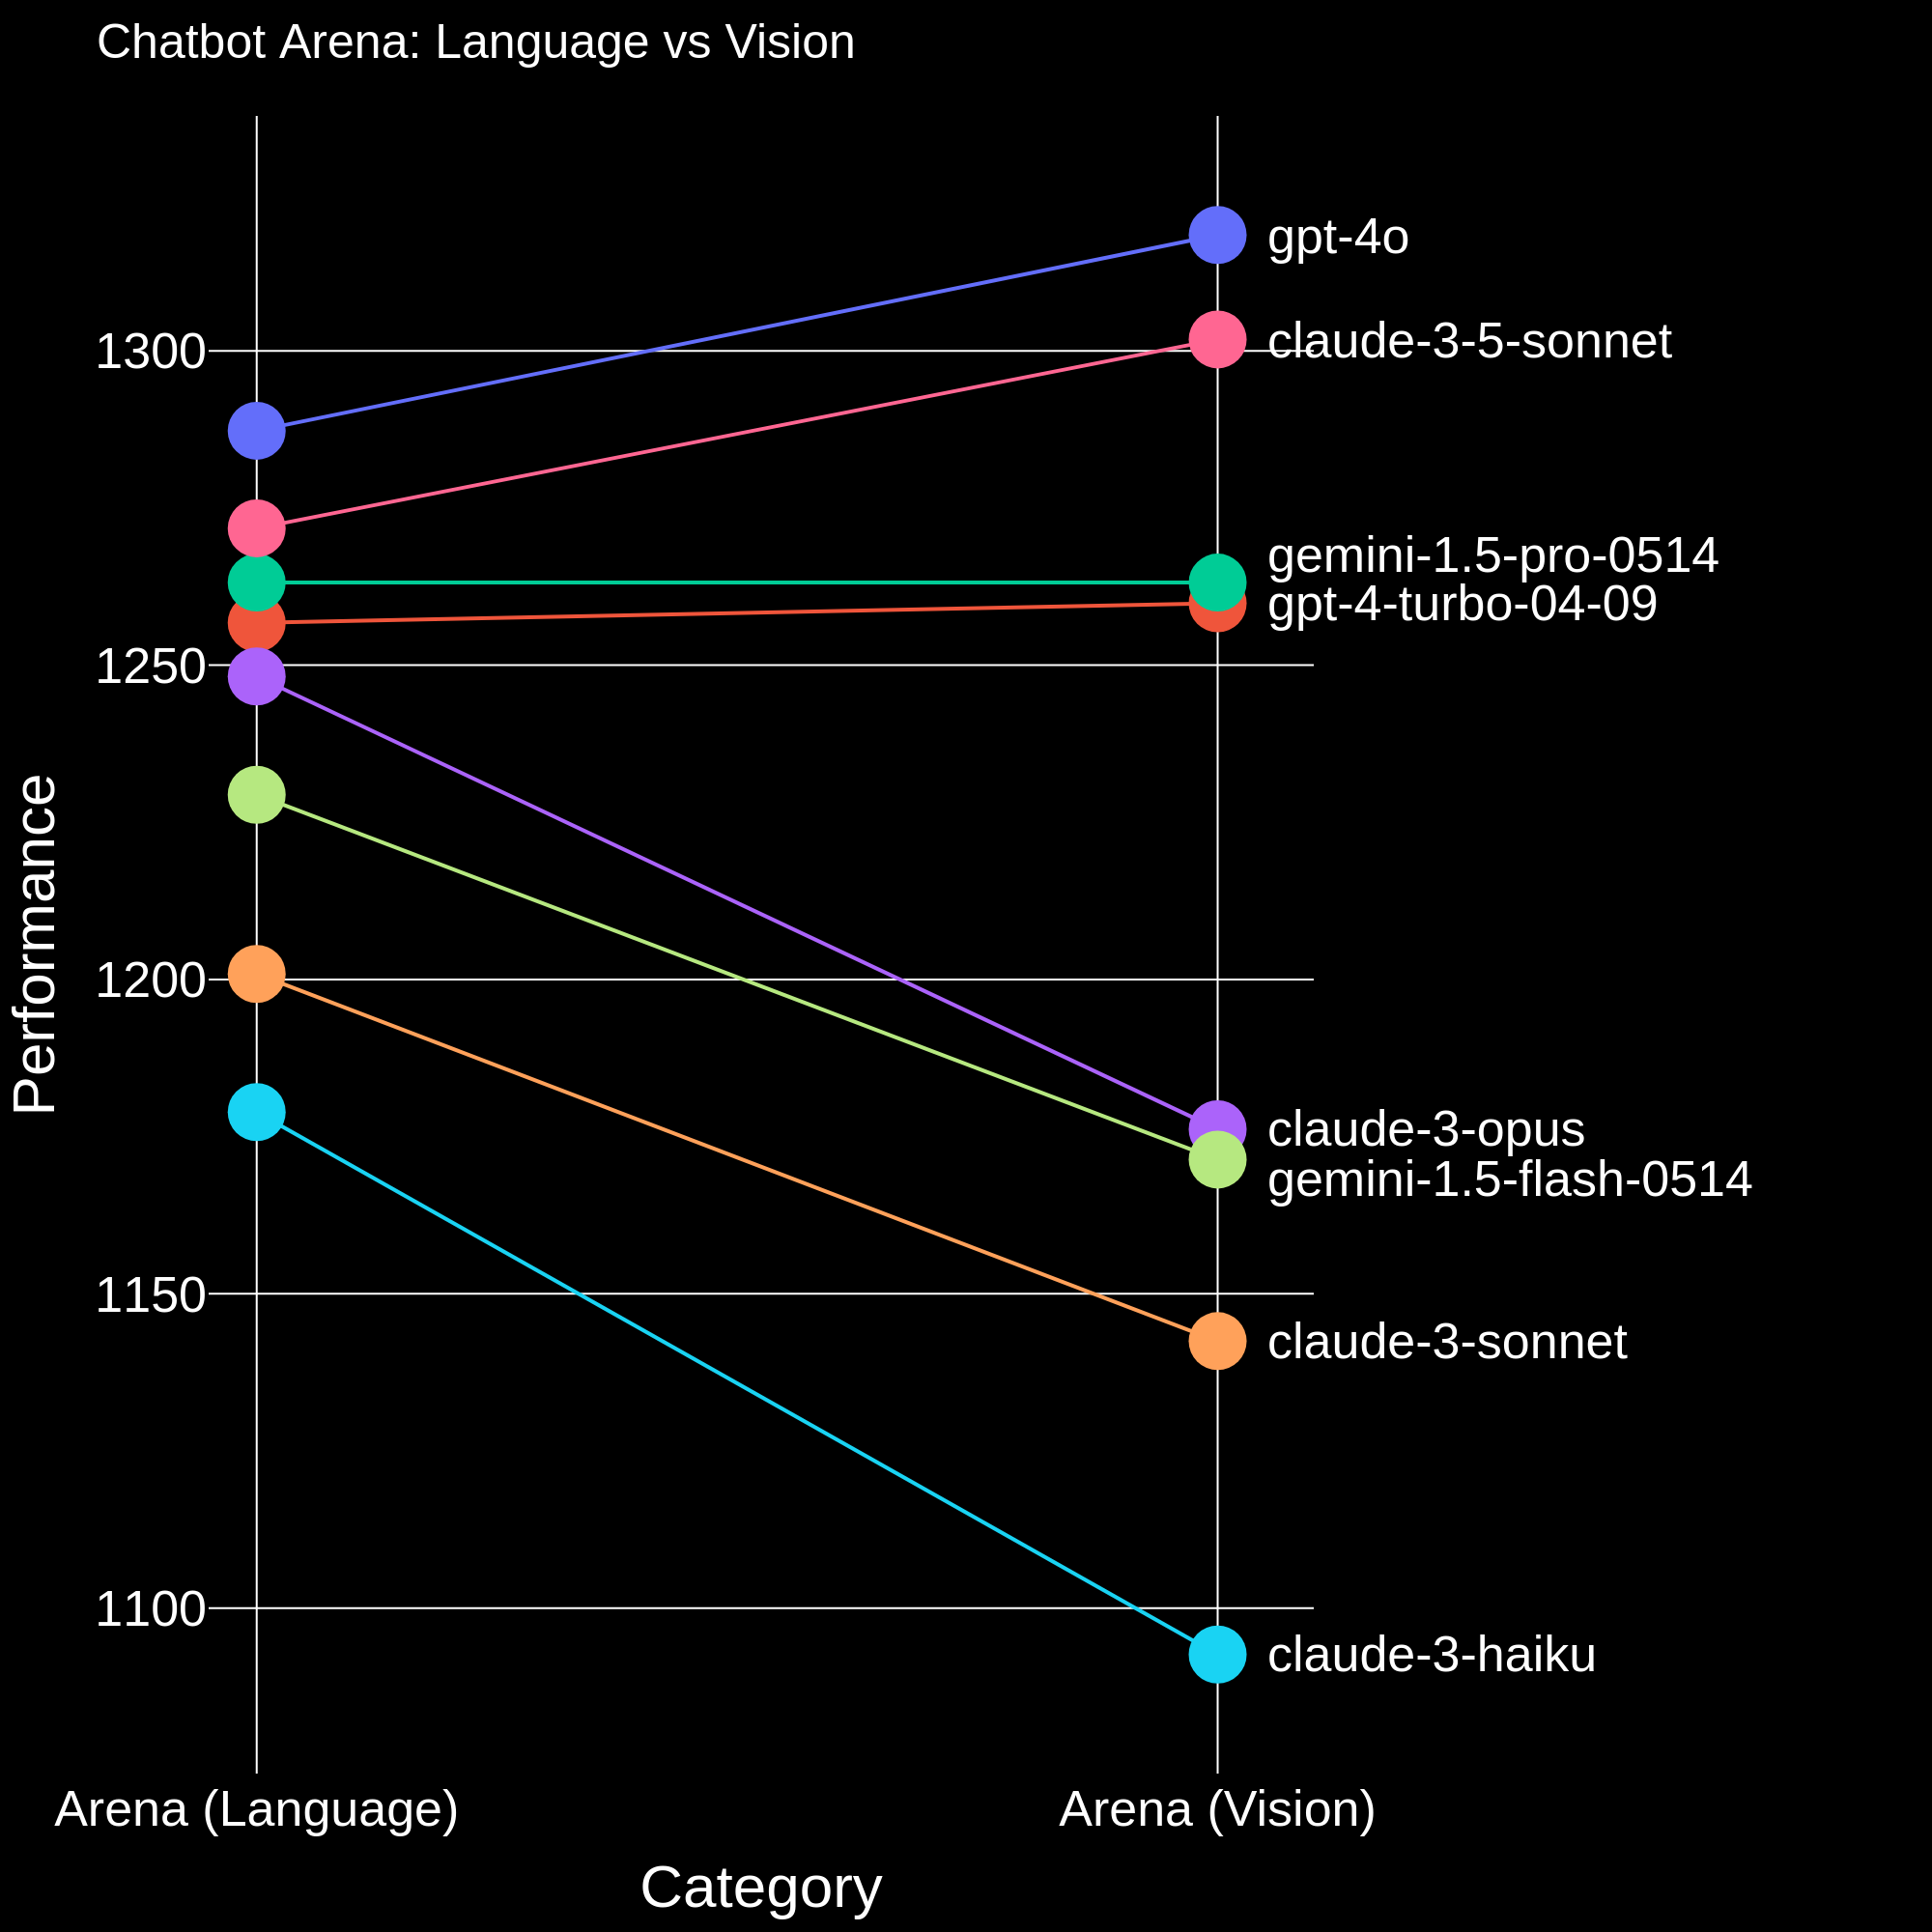 Chatbot Arena: Language vs Vision
gpt-4o
1300
claude-3-5-sonnet
gemini-1.5-pro-0514
gpt-4-turbo-04-09
1250
Performance
1200
claude-3-opus
gemini-1.5-flash-0514
1150
claude-3-sonnet
1100
claude-3-haiku
Arena (Language)
Arena (Vision)
Category